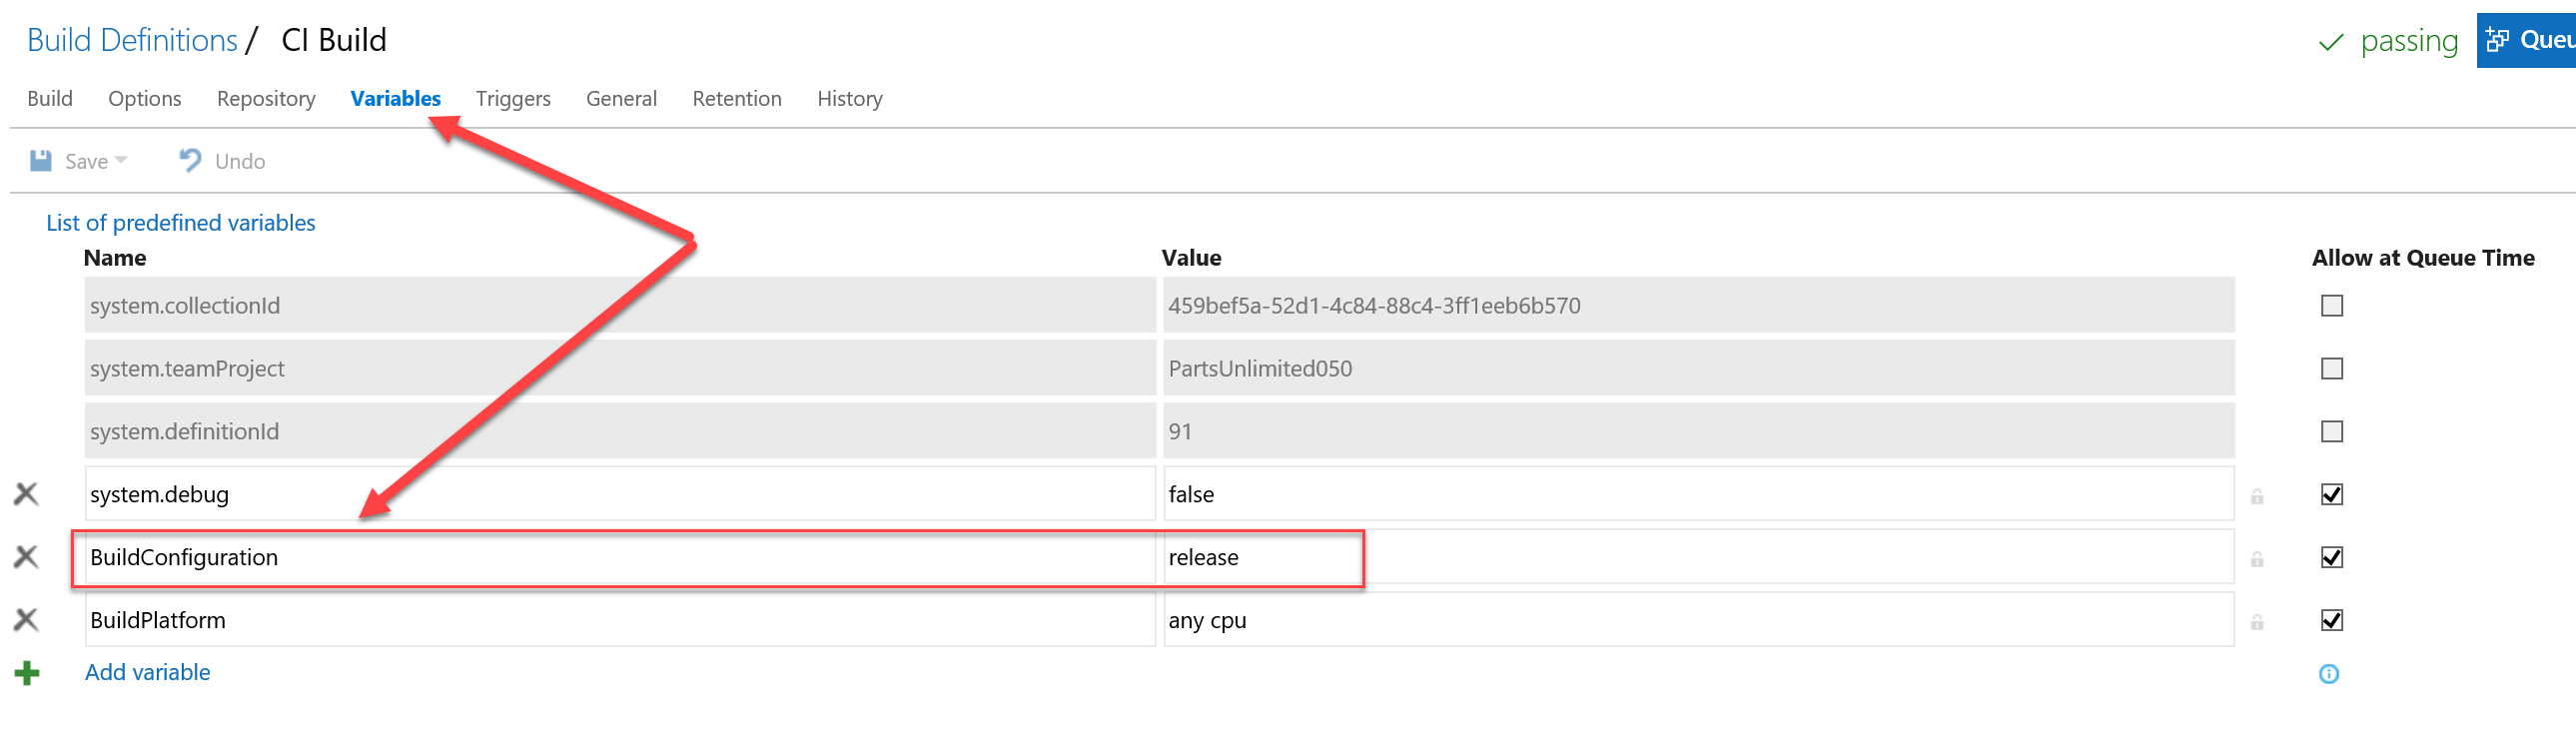 Build Definitions / CI Build
passing
Queu
Build Options Repository Variables Triggers General Retention History
Save Undo
List of predefined variables
Name Value Allow at Queue Time
system.collectionId 459bef5a-52d1-4c84-88c4-3ff1eeb6b570
system.teamProject PartsUnlimited050
system.definitionId 91
system.debug false
BuildConfiguration release
BuildPlatform any cpu
Add variable